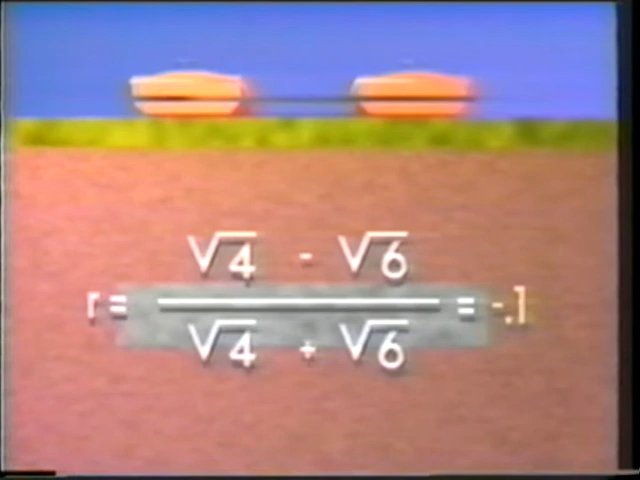 r = (√4 - √6) / (√4 + √6) = -.1